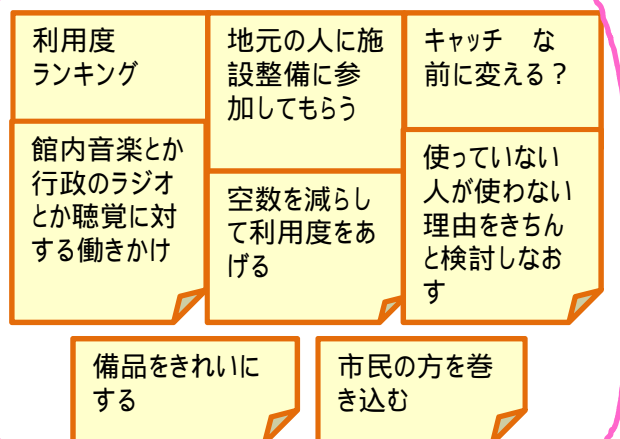 利用度
ランキング
地元の人に施
設整備に参
加してもらう
キャッチ　な
前に変える？
館内音楽とか
行政のラジオ
とか聴覚に対
する働きかけ
空数を減らし
て利用度をあ
げる
使っていない
人が使わない
理由をきちん
と検討しなお
す
備品をきれいに
する
市民の方を巻
き込む